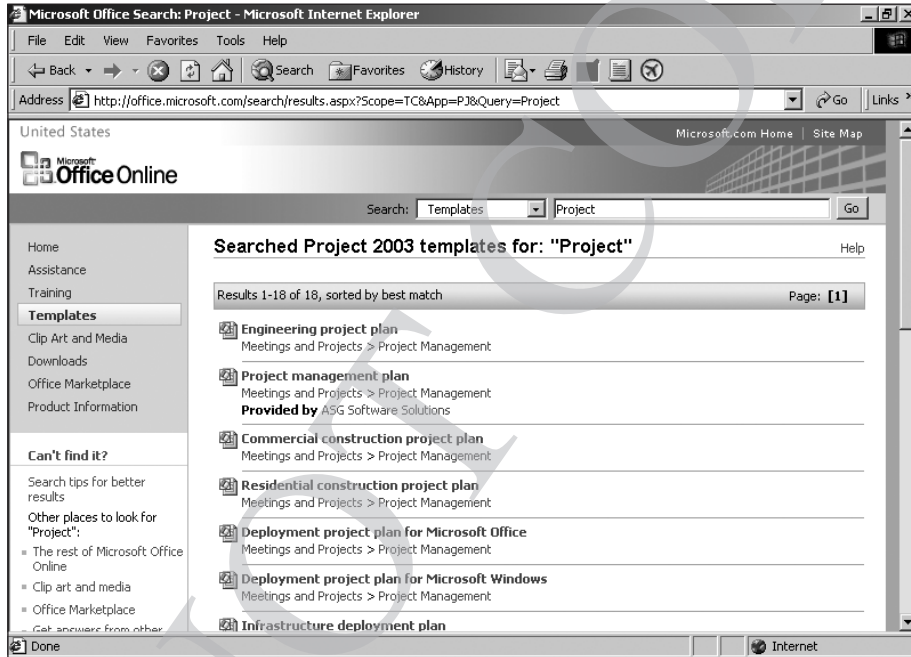 Microsoft Office Search: Project - Microsoft Internet Explorer
File Edit View Favorites Tools Help
Back Search Favorites History
Address http://office.microsoft.com/search/results.aspx?Scope=TC&App=PJ&Query=Project Go Links »
United States Microsoft.com Home | Site Map
Microsoft
Office Online
Search: Templates Project Go
Home
Assistance
Training
Templates
Clip Art and Media
Downloads
Office Marketplace
Product Information
Can't find it?
Search tips for better
results
Other places to look for
"Project":
The rest of Microsoft Office
Online
Clip art and media
Office Marketplace
Get answers from other
Searched Project 2003 templates for: "Project" Help
Results 1-18 of 18, sorted by best match Page: [1]
Engineering project plan
Meetings and Projects > Project Management
Project management plan
Meetings and Projects > Project Management
Provided by ASG Software Solutions
Commercial construction project plan
Meetings and Projects > Project Management
Residential construction project plan
Meetings and Projects > Project Management
Deployment project plan for Microsoft Office
Meetings and Projects > Project Management
Deployment project plan for Microsoft Windows
Meetings and Projects > Project Management
Infrastructure deployment plan
Done Internet